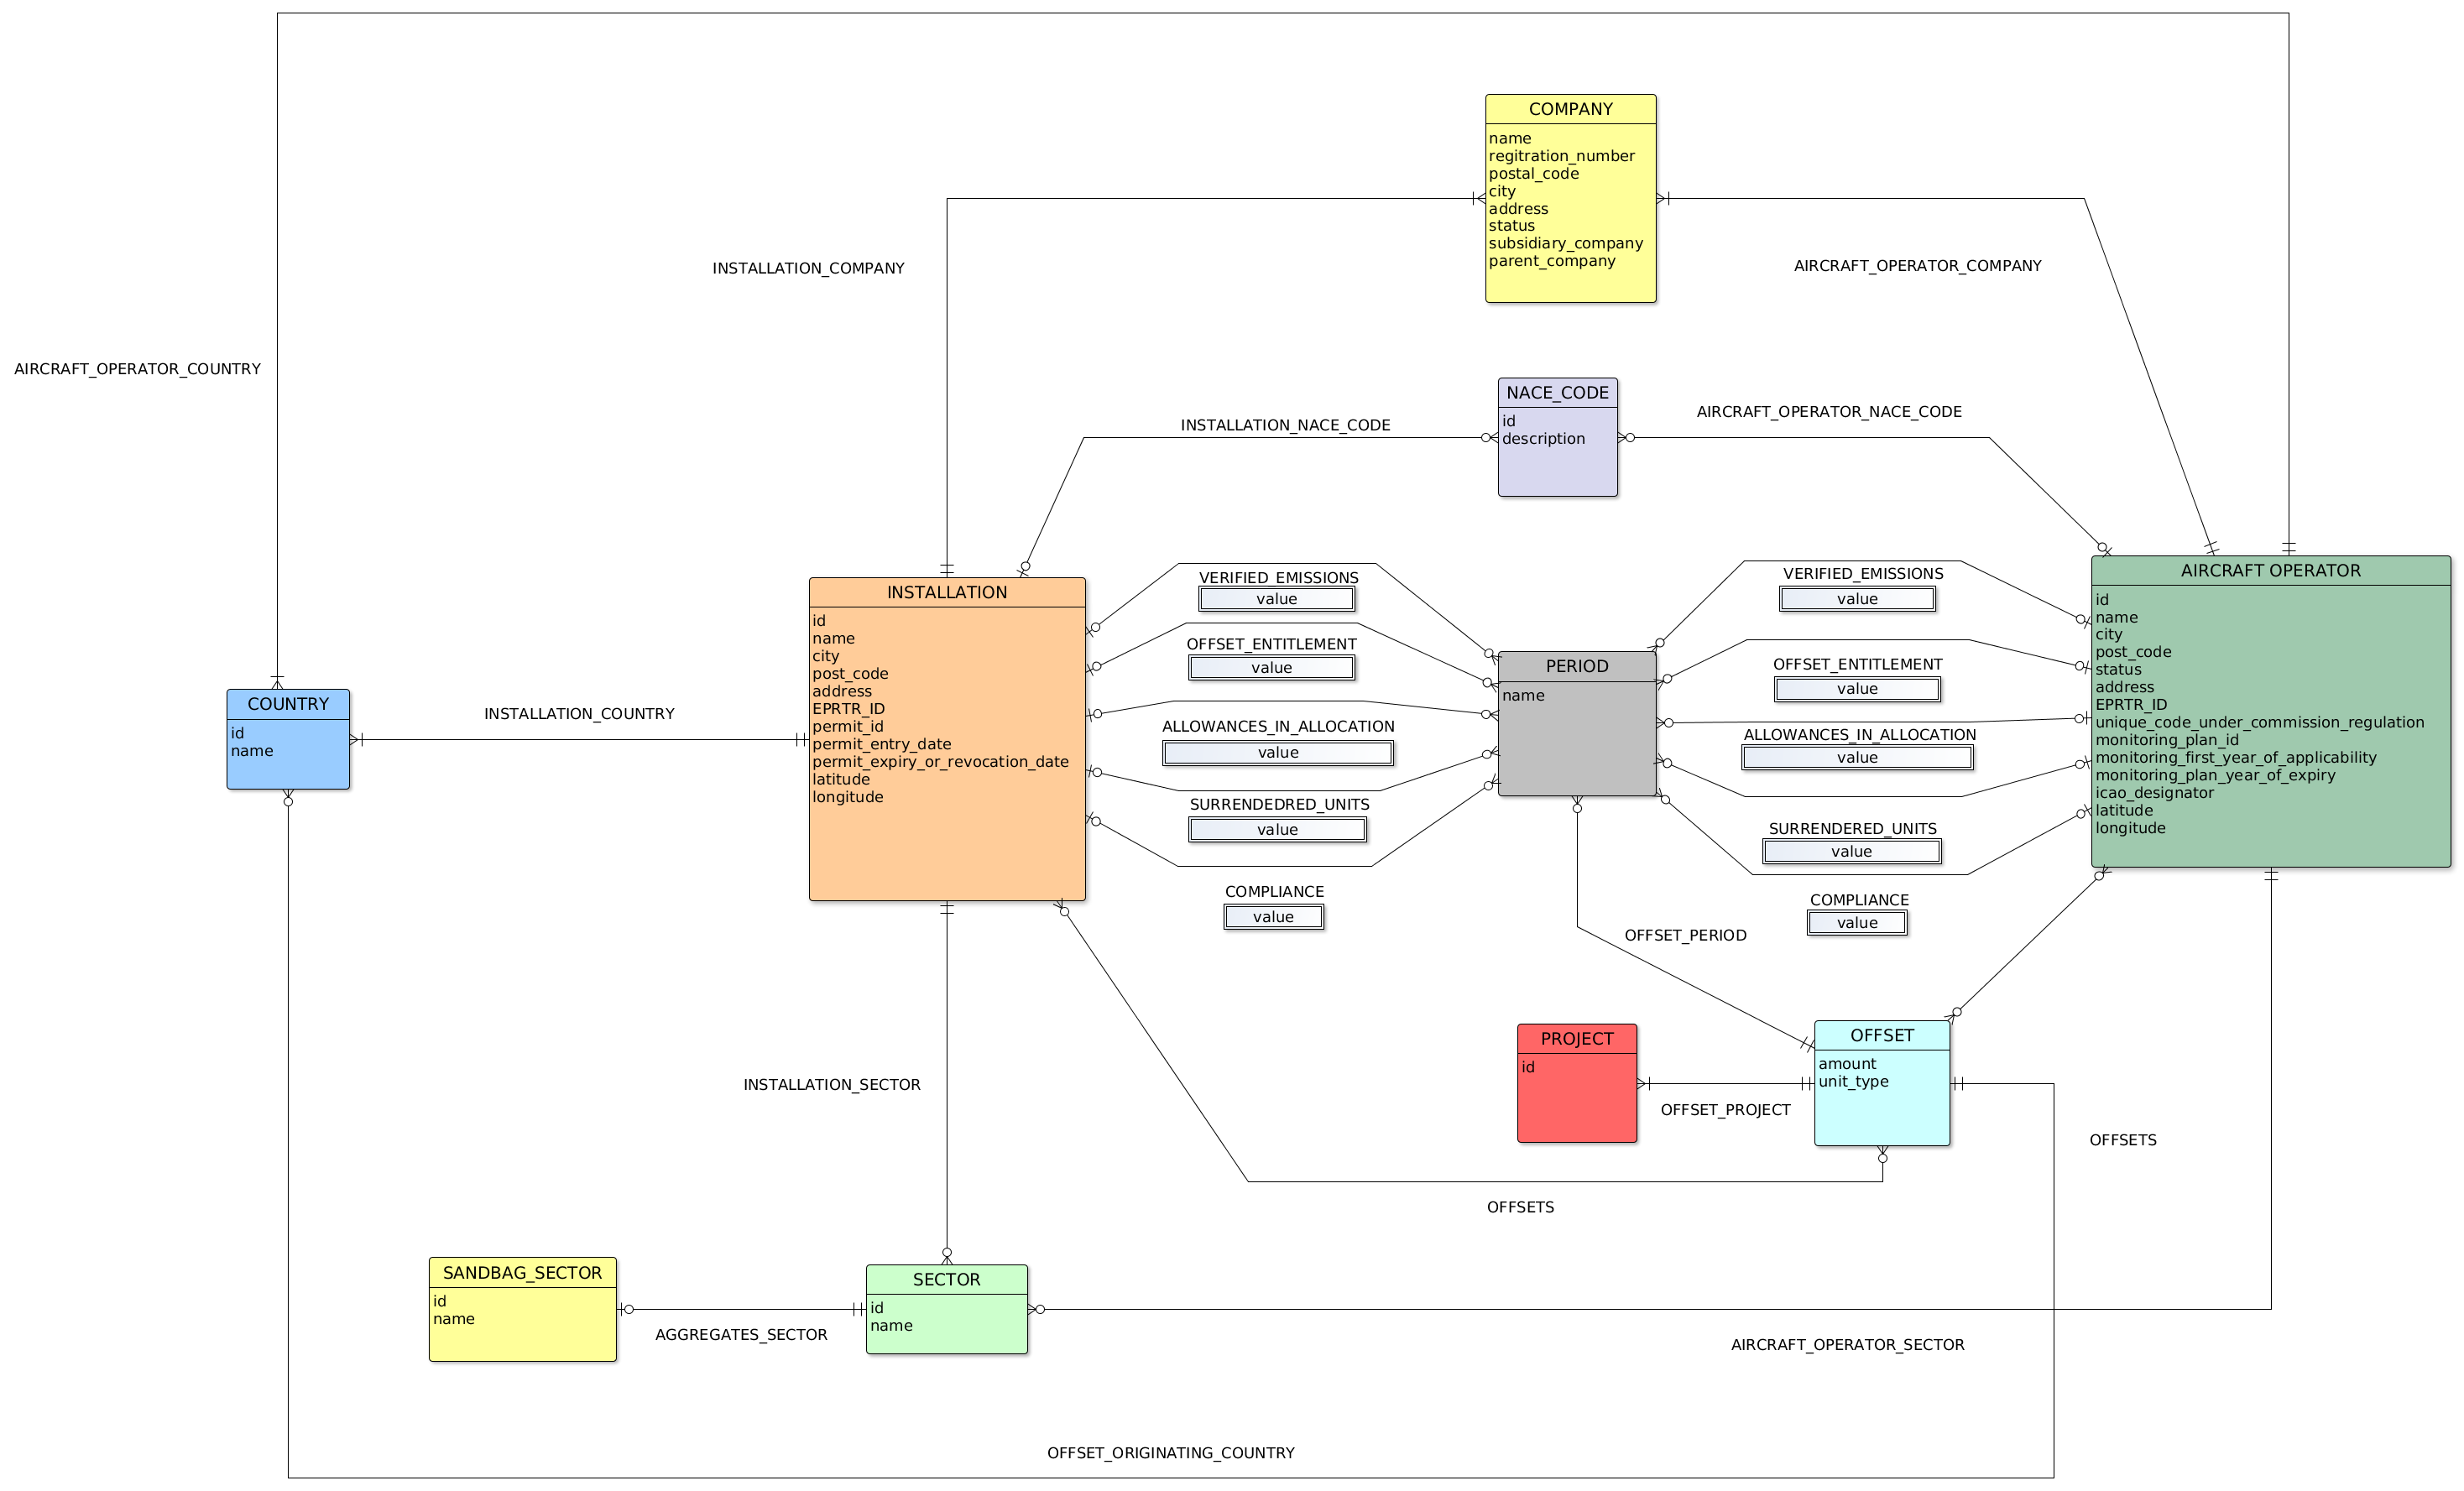 COMPANY
name
regitration_number
postal_code
city
address
status
subsidiary_company
parent_company
INSTALLATION_COMPANY
AIRCRAFT_OPERATOR_COMPANY
AIRCRAFT_OPERATOR_COUNTRY
NACE_CODE
id
description
INSTALLATION_NACE_CODE
AIRCRAFT_OPERATOR_NACE_CODE
COUNTRY
id
name
INSTALLATION_COUNTRY
INSTALLATION
id
name
city
post_code
address
EPRTR_ID
permit_id
permit_entry_date
permit_expiry_or_revocation_date
latitude
longitude
VERIFIED_EMISSIONS
value
OFFSET_ENTITLEMENT
value
ALLOWANCES_IN_ALLOCATION
value
SURRENDEDRED_UNITS
value
COMPLIANCE
value
PERIOD
name
VERIFIED_EMISSIONS
value
OFFSET_ENTITLEMENT
value
ALLOWANCES_IN_ALLOCATION
value
SURRENDERED_UNITS
value
COMPLIANCE
value
AIRCRAFT OPERATOR
id
name
city
post_code
status
address
EPRTR_ID
unique_code_under_commission_regulation
monitoring_plan_id
monitoring_first_year_of_applicability
monitoring_plan_year_of_expiry
icao_designator
latitude
longitude
OFFSET_PERIOD
PROJECT
id
OFFSET_PROJECT
OFFSET
amount
unit_type
OFFSETS
INSTALLATION_SECTOR
OFFSETS
SANDBAG_SECTOR
id
name
AGGREGATES_SECTOR
SECTOR
id
name
AIRCRAFT_OPERATOR_SECTOR
OFFSET_ORIGINATING_COUNTRY